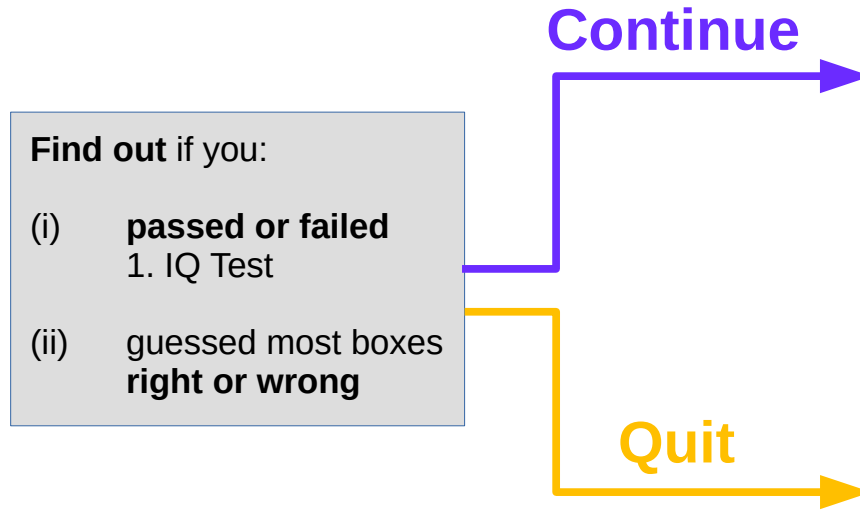 Continue
Find out if you:
(i) passed or failed
1. IQ Test
(ii) guessed most boxes
right or wrong
Quit